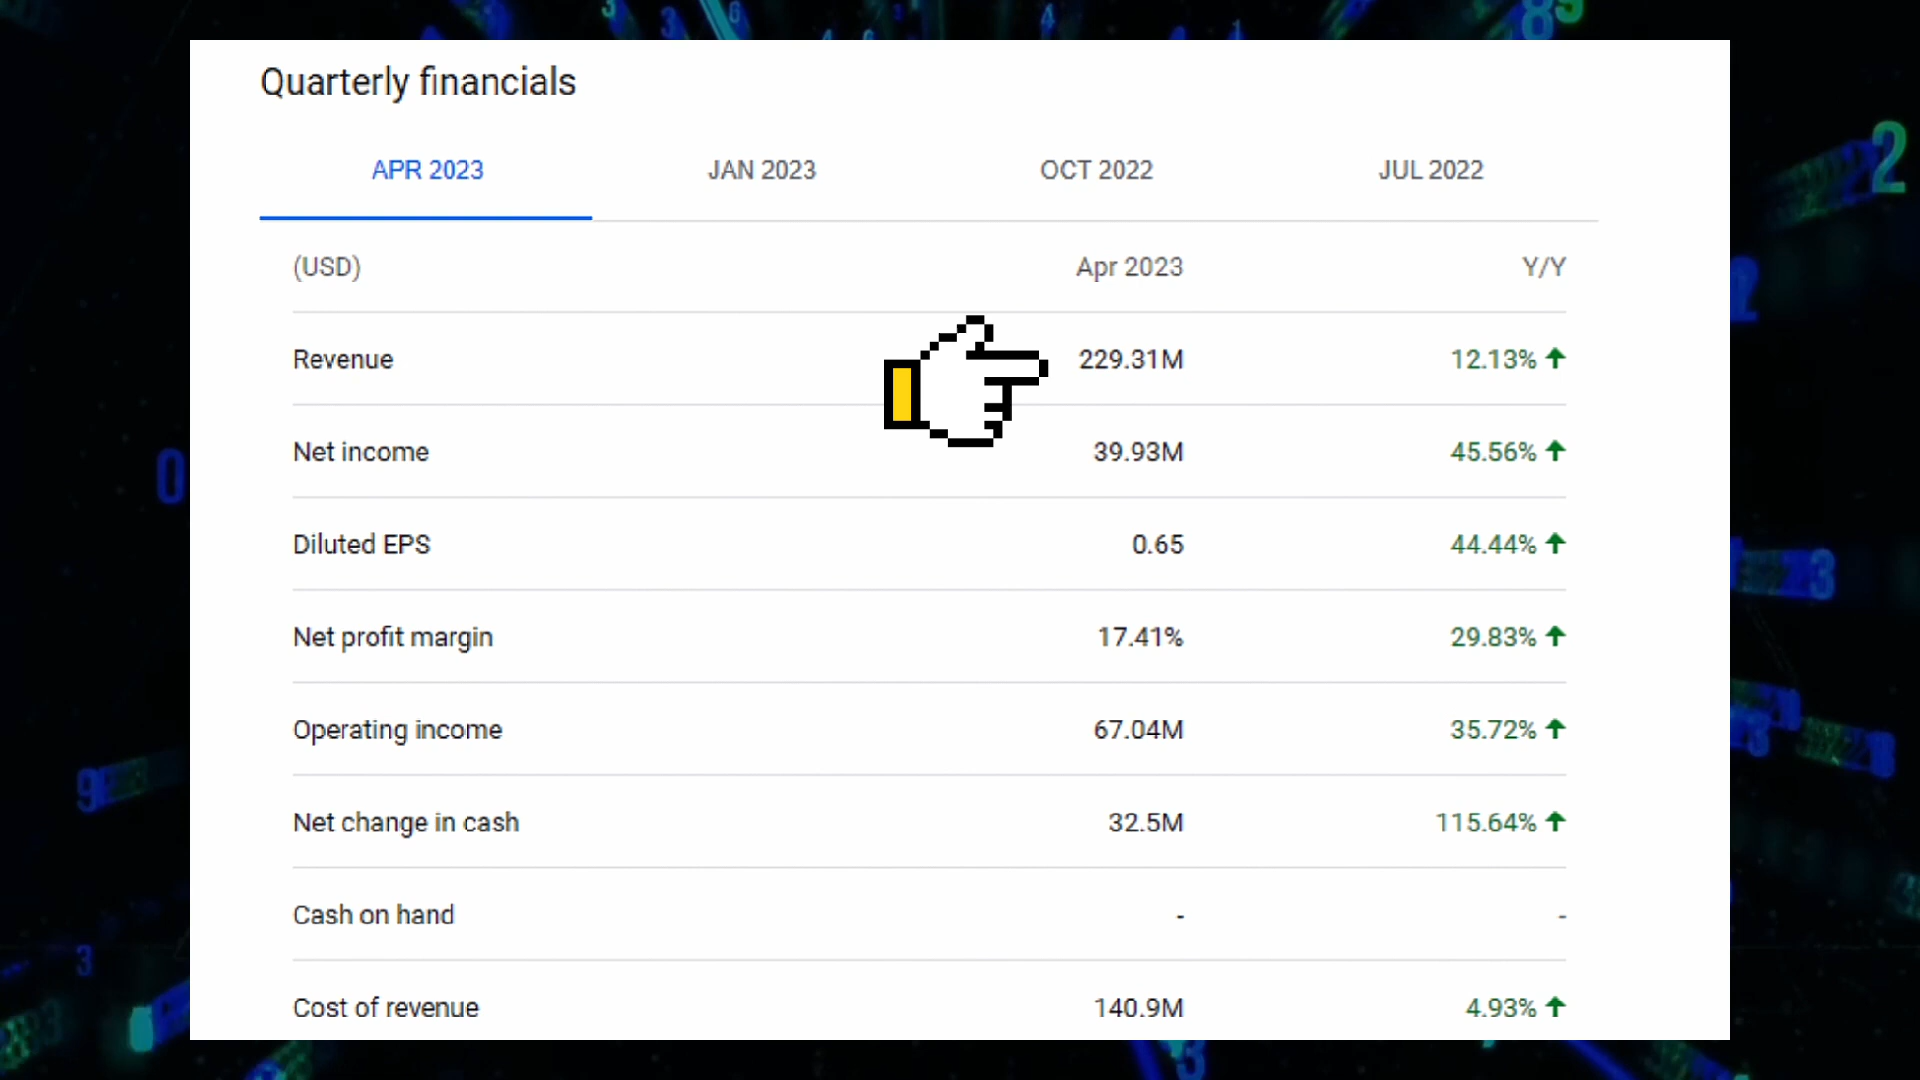 Quarterly financials
APR 2023 JAN 2023 OCT 2022 JUL 2022
(USD) Apr 2023 Y/Y
Revenue 229.31M 12.13%
Net income 39.93M 45.56%
Diluted EPS 0.65 44.44%
Net profit margin 17.41% 29.83%
Operating income 67.04M 35.72%
Net change in cash 32.5M 115.64%
Cash on hand - -
Cost of revenue 140.9M 4.93%